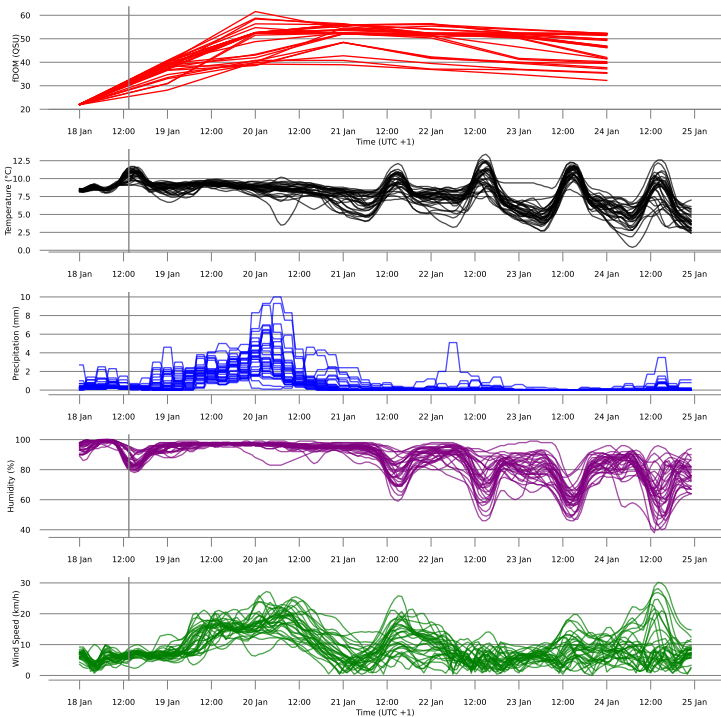 60
50
40
30
20
fDOM (QSU)
18 Jan 12:00 19 Jan 12:00 20 Jan 12:00 21 Jan 12:00 22 Jan 12:00 23 Jan 12:00 24 Jan 12:00 25 Jan
Time (UTC +1)
12.5
10.0
7.5
5.0
2.5
0.0
Temperature (°C)
18 Jan 12:00 19 Jan 12:00 20 Jan 12:00 21 Jan 12:00 22 Jan 12:00 23 Jan 12:00 24 Jan 12:00 25 Jan
10
8
6
4
2
0
Precipitation (mm)
18 Jan 12:00 19 Jan 12:00 20 Jan 12:00 21 Jan 12:00 22 Jan 12:00 23 Jan 12:00 24 Jan 12:00 25 Jan
100
80
60
40
Humidity (%)
18 Jan 12:00 19 Jan 12:00 20 Jan 12:00 21 Jan 12:00 22 Jan 12:00 23 Jan 12:00 24 Jan 12:00 25 Jan
30
20
10
0
Wind Speed (km/h)
18 Jan 12:00 19 Jan 12:00 20 Jan 12:00 21 Jan 12:00 22 Jan 12:00 23 Jan 12:00 24 Jan 12:00 25 Jan
Time (UTC +1)